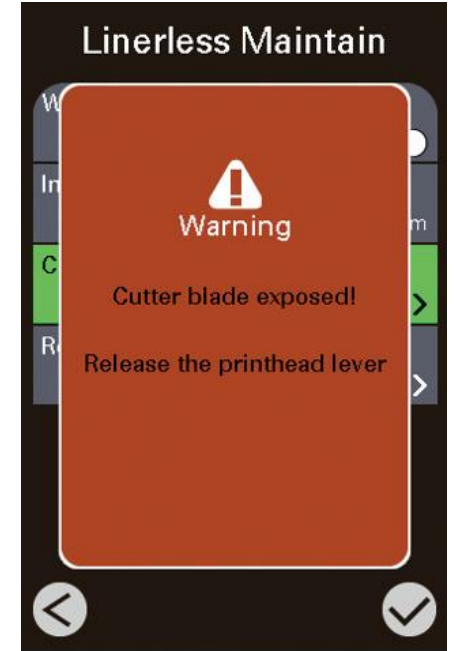 Linerless Maintain
Warning
m
Cutter blade exposed!
Release the printhead lever